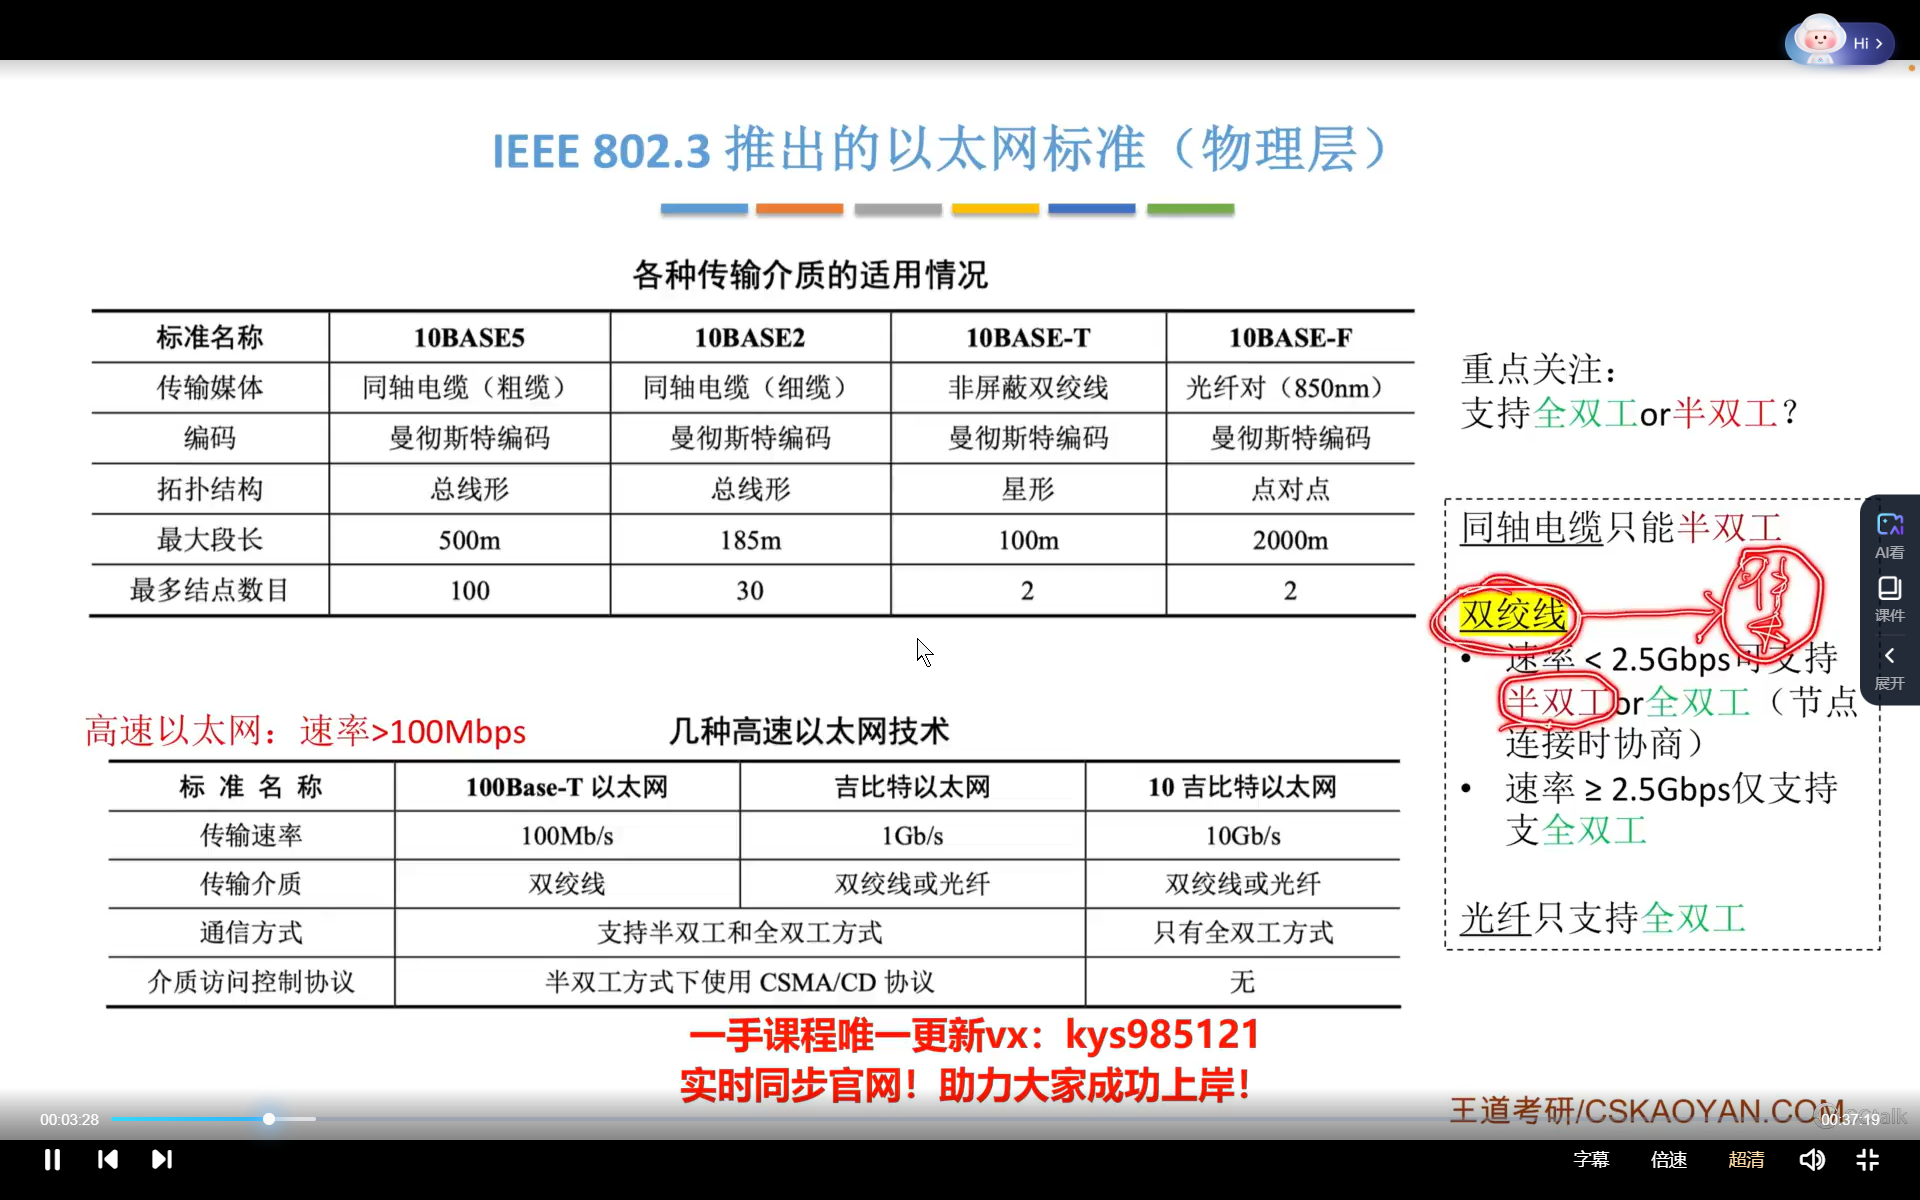 Hi >
IEEE 802.3 推出的以太网标准（物理层）
各种传输介质的适用情况
标准名称 10BASE5 10BASE2 10BASE-T 10BASE-F
传输媒体 同轴电缆（粗缆） 同轴电缆（细缆） 非屏蔽双绞线 光纤对（850nm）
编码 曼彻斯特编码 曼彻斯特编码 曼彻斯特编码 曼彻斯特编码
拓扑结构 总线形 总线形 星形 点对点
最大段长 500m 185m 100m 2000m
最多结点数目 100 30 2 2
重点关注：
支持全双工or半双工？
同轴电缆只能半双工
双绞线
• 速率 < 2.5Gbps可支持
半双工or全双工（节点
连接时协商）
• 速率 ≥ 2.5Gbps仅支持
支全双工
光纤只支持全双工
AI看
课件
展开
高速以太网：速率>100Mbps
几种高速以太网技术
标准名称 100Base-T 以太网 吉比特以太网 10 吉比特以太网
传输速率 100Mb/s 1Gb/s 10Gb/s
传输介质 双绞线 双绞线或光纤 双绞线或光纤
通信方式 支持半双工和全双工方式 只有全双工方式
介质访问控制协议 半双工方式下使用 CSMA/CD 协议 无
一手课程唯一更新vx：kys985121
实时同步官网！助力大家成功上岸！
王道考研/CSKAOYAN.COM
00:03:28
00:37:19
字幕 倍速 超清